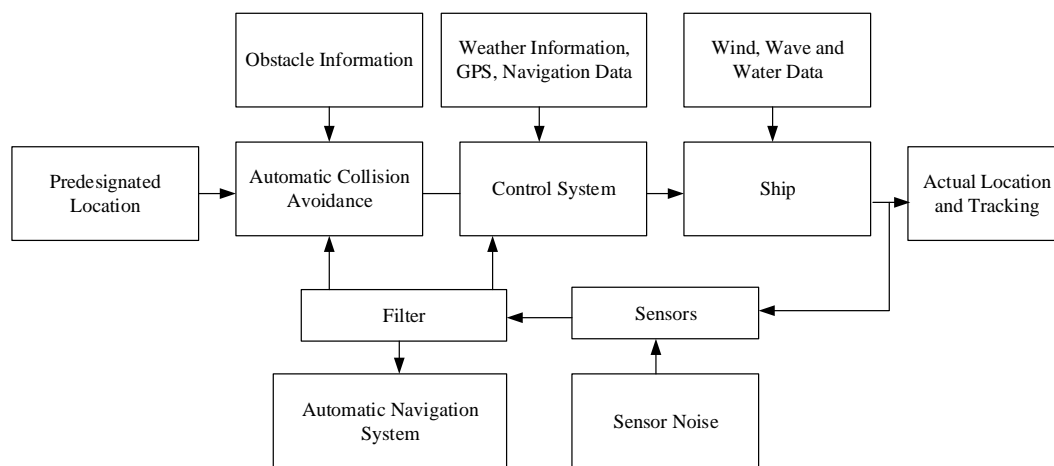 Obstacle Information
Weather Information,
GPS, Navigation Data
Wind, Wave and
Water Data
Predesignated
Location
Automatic Collision
Avoidance
Control System
Ship
Actual Location
and Tracking
Filter
Sensors
Automatic Navigation
System
Sensor Noise